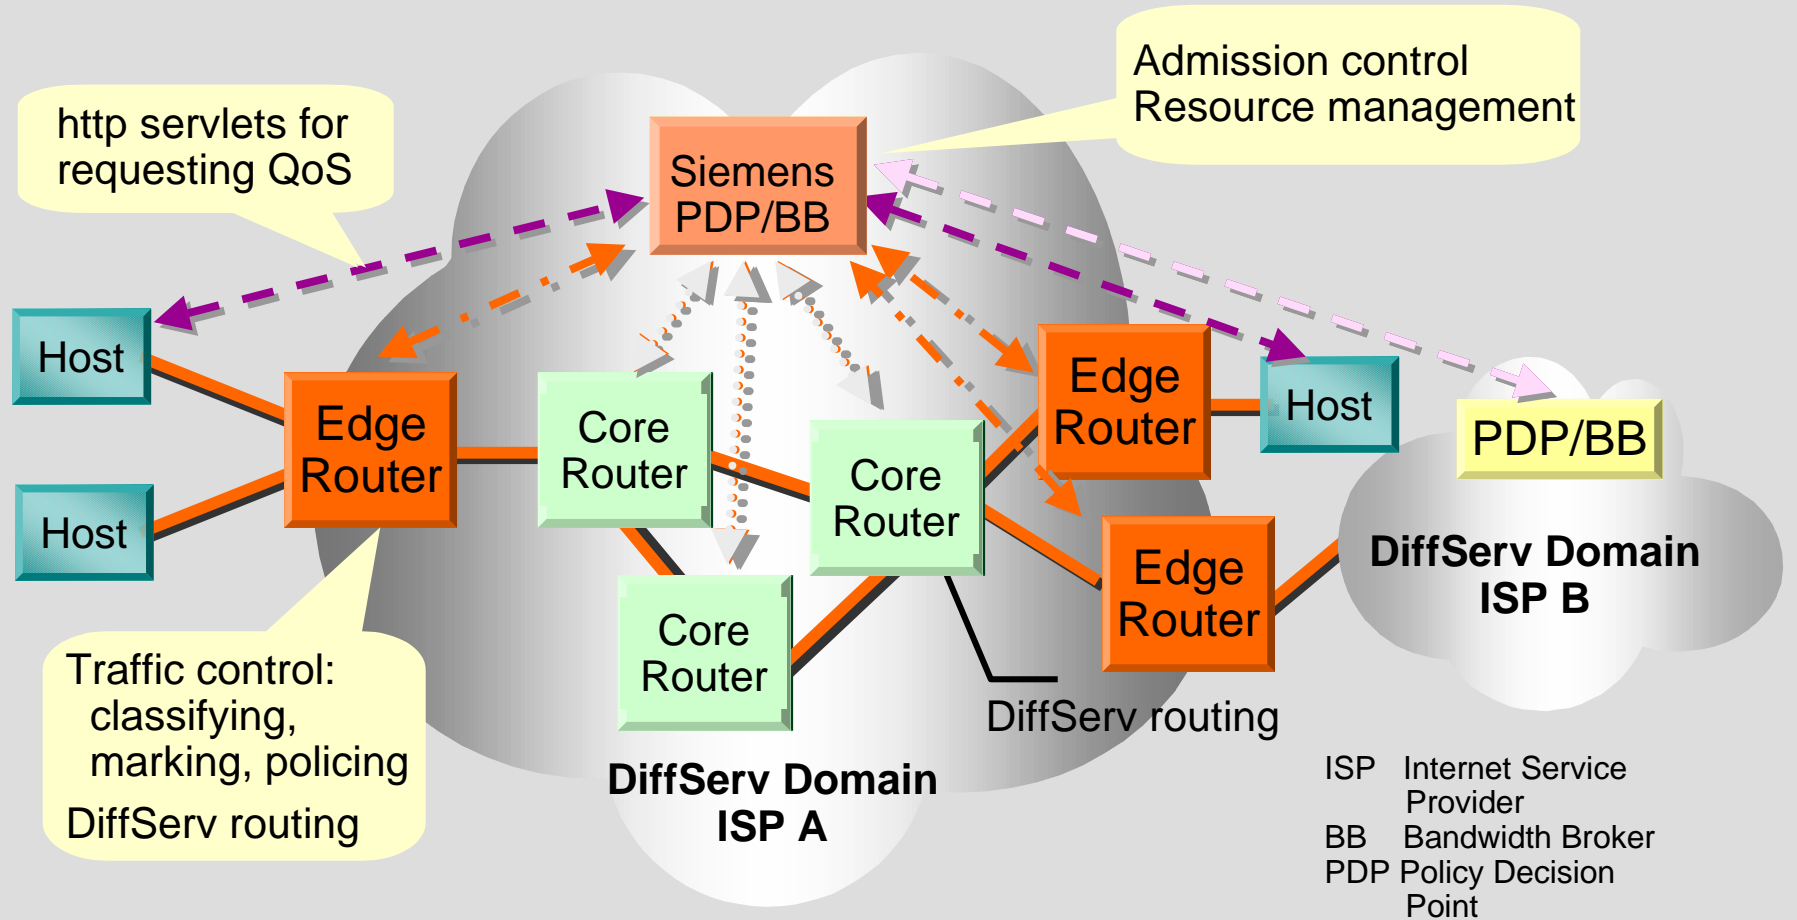 Admission control
Resource management
http servlets for
requesting QoS
Siemens
PDP/BB
Host
Host
Edge
Router
Core
Router
Core
Router
Core
Router
Edge
Router
Edge
Router
Host
PDP/BB
DiffServ Domain
ISP B
Traffic control:
classifying,
marking, policing
DiffServ routing
DiffServ routing
DiffServ Domain
ISP A
ISP Internet Service
Provider
BB Bandwidth Broker
PDP Policy Decision
Point